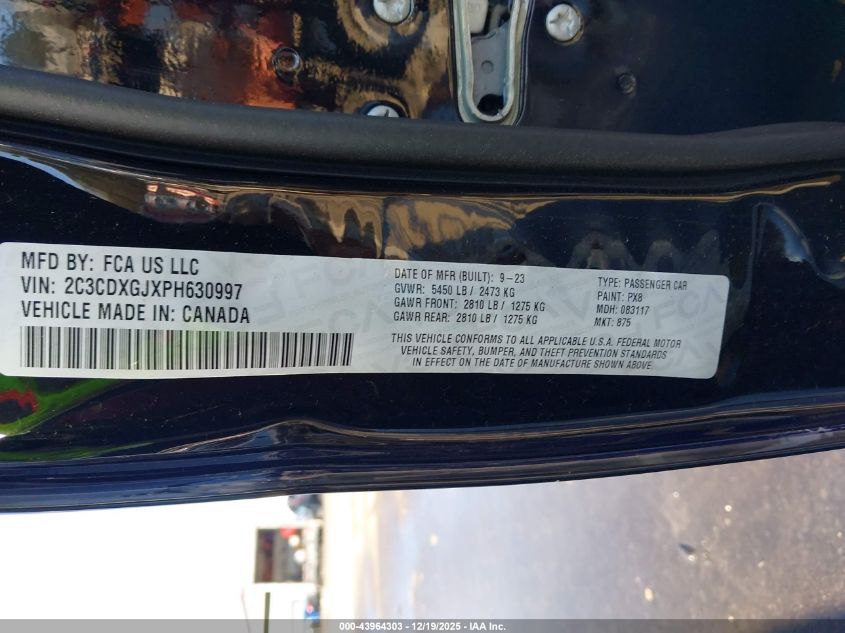 MFD BY: FCA US LLC
VIN: 2C3CDXGJXPH630997
VEHICLE MADE IN: CANADA
DATE OF MFR (BUILT): 9-23
GVWR: 5450 LB / 2473 KG
GAWR FRONT: 2810 LB / 1275 KG
GAWR REAR: 2810 LB / 1275 KG
TYPE: PASSENGER CAR
PAINT: PX8
MDH: 083117
MKT: 875
THIS VEHICLE CONFORMS TO ALL APPLICABLE U.S.A. FEDERAL MOTOR
VEHICLE SAFETY, BUMPER, AND THEFT PREVENTION STANDARDS
IN EFFECT ON THE DATE OF MANUFACTURE SHOWN ABOVE.
000-43964303 - 12/19/2025 - IAA Inc.